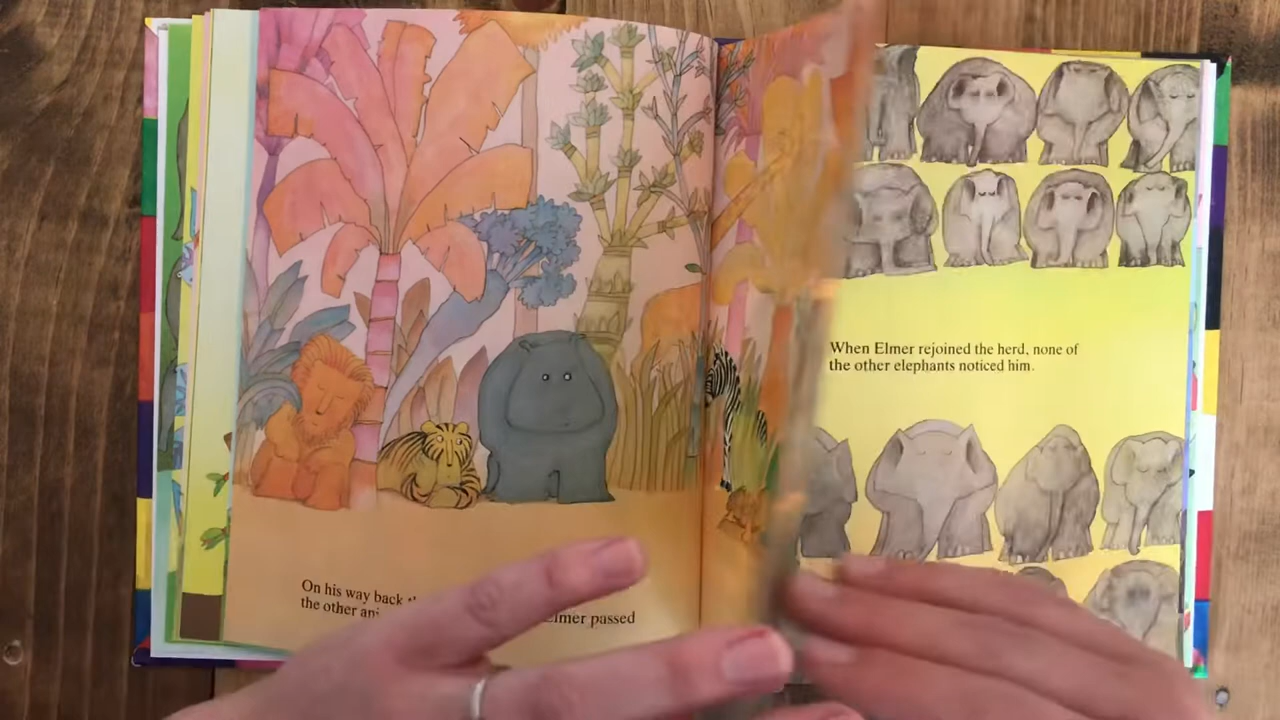 On his way back
the other Elmer passed
When Elmer rejoined the herd, none of
the other elephants noticed him.